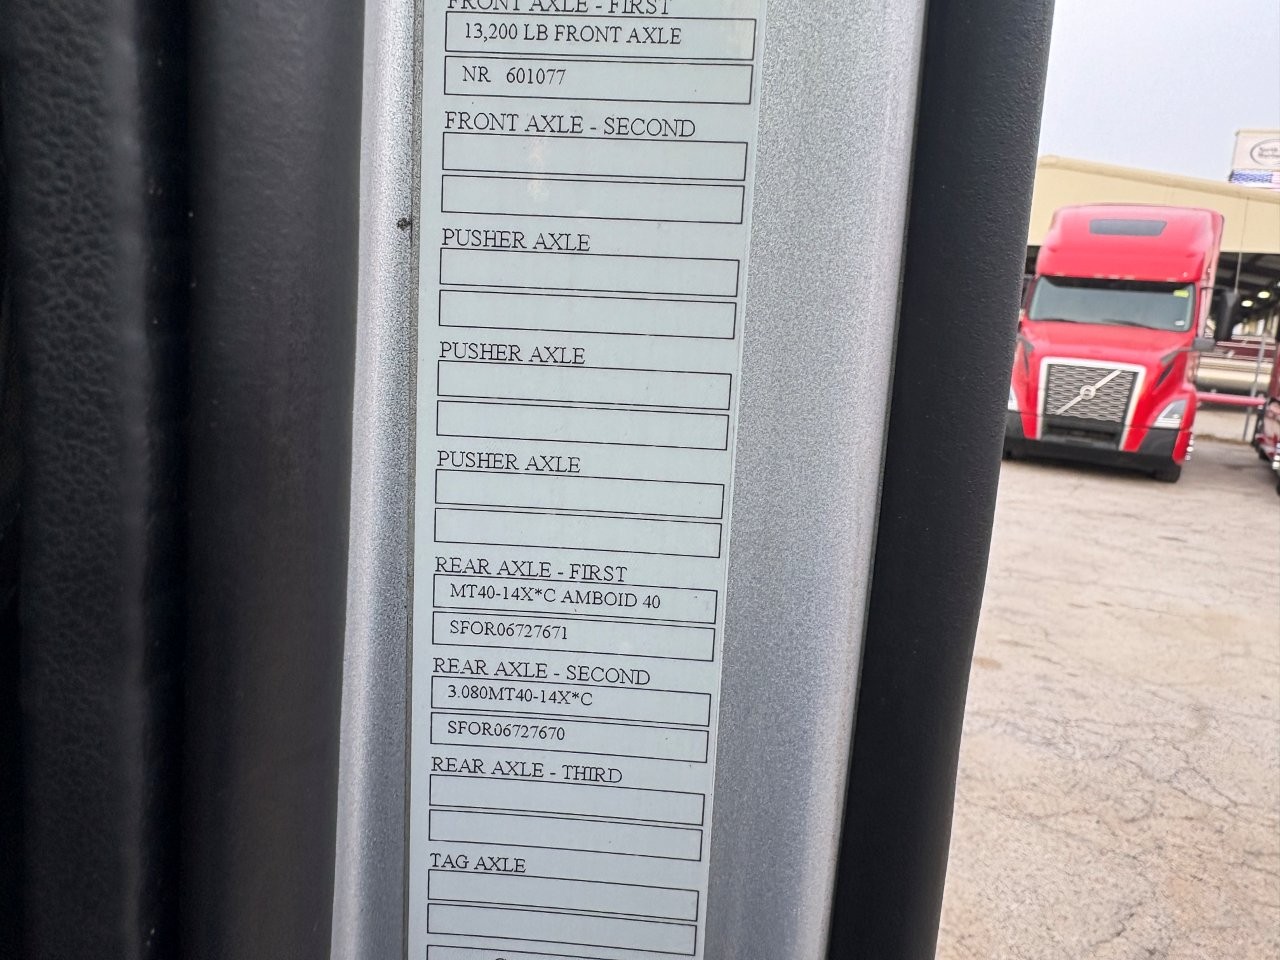 FRONT AXLE - FIRST
13,200 LB FRONT AXLE
NR 601077
FRONT AXLE - SECOND
PUSHER AXLE
PUSHER AXLE
PUSHER AXLE
REAR AXLE - FIRST
MT40-14X*C AMBOID 40
SFOR06727671
REAR AXLE - SECOND
3.080MT40-14X*C
SFOR06727670
REAR AXLE - THIRD
TAG AXLE